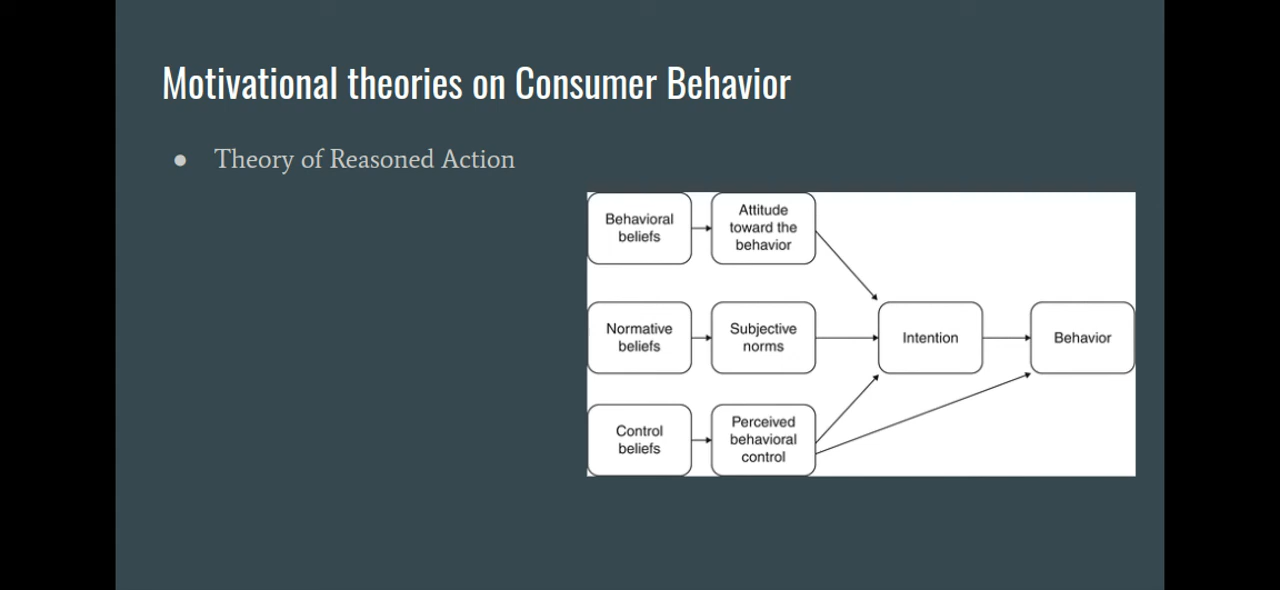 Motivational theories on Consumer Behavior
● Theory of Reasoned Action
Behavioral
beliefs
Attitude
toward the
behavior
Normative
beliefs
Subjective
norms
Intention
Behavior
Control
beliefs
Perceived
behavioral
control